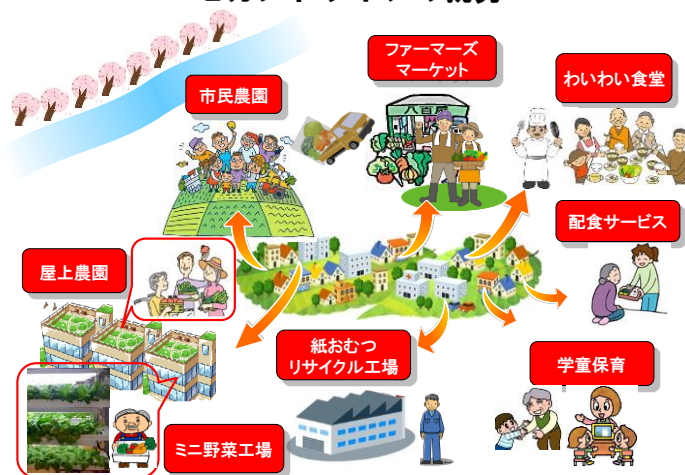 ファーマーズ
マーケット
わいわい食堂
市民農園
八百屋
配食サービス
屋上農園
紙おむつ
リサイクル工場
学童保育
ミニ野菜工場